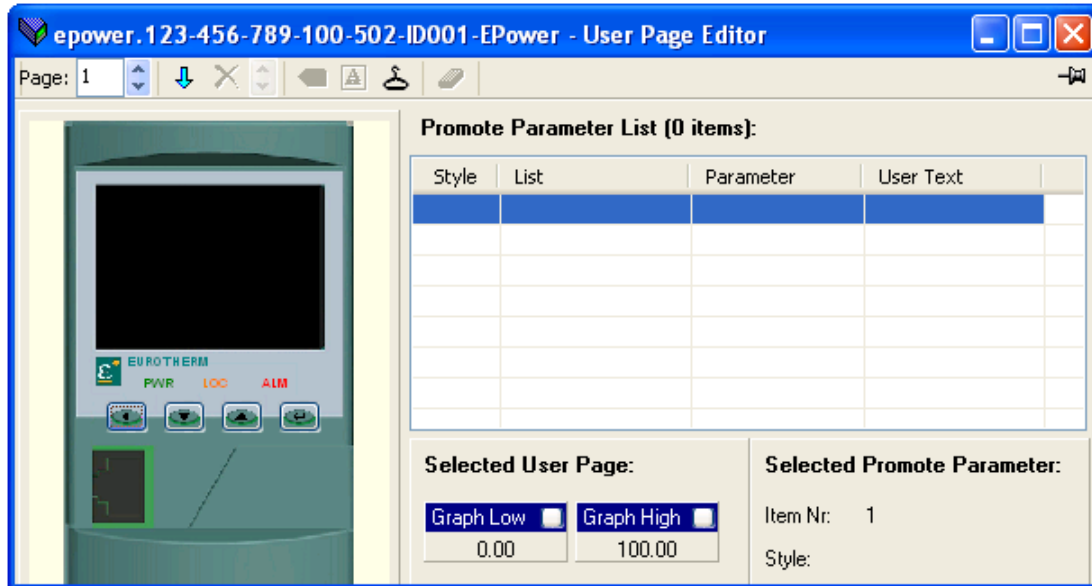 epower.123-456-789-100-502-ID001-EPower - User Page Editor
Page: 1
A
Promote Parameter List (0 items):
Style List Parameter User Text
EUROTHERM
PWR LOC ALM
Selected User Page:
Graph Low Graph High
0.00 100.00
Selected Promote Parameter:
Item Nr: 1
Style: